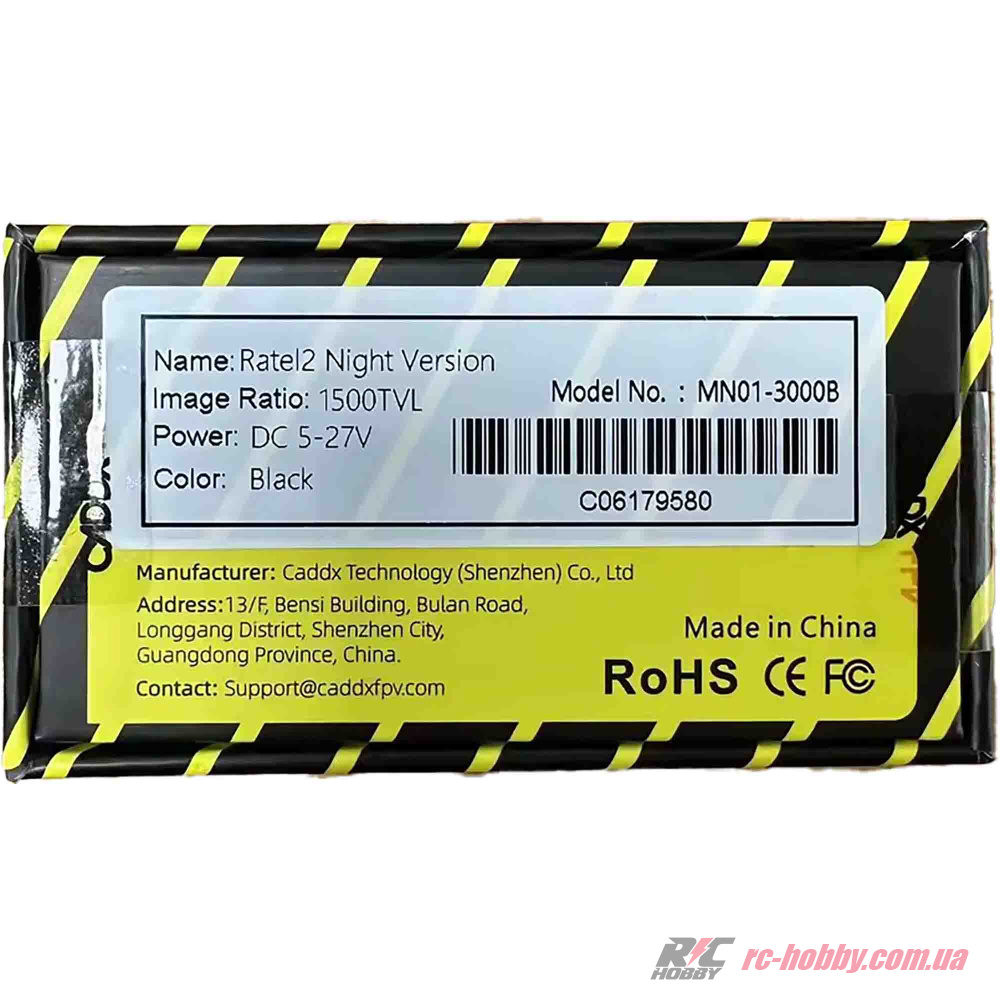 Name: Ratel2 Night Version
Image Ratio: 1500TVL
Power: DC 5-27V
Color: Black
Model No. : MN01-3000B
C06179580
Manufacturer: Caddx Technology (Shenzhen) Co., Ltd
Address:13/F, Bensi Building, Bulan Road,
Longgang District, Shenzhen City,
Guangdong Province, China.
Contact: Support@caddxfpv.com
Made in China
RoHS CE FC
RC HOBBY
rc-hobby.com.ua